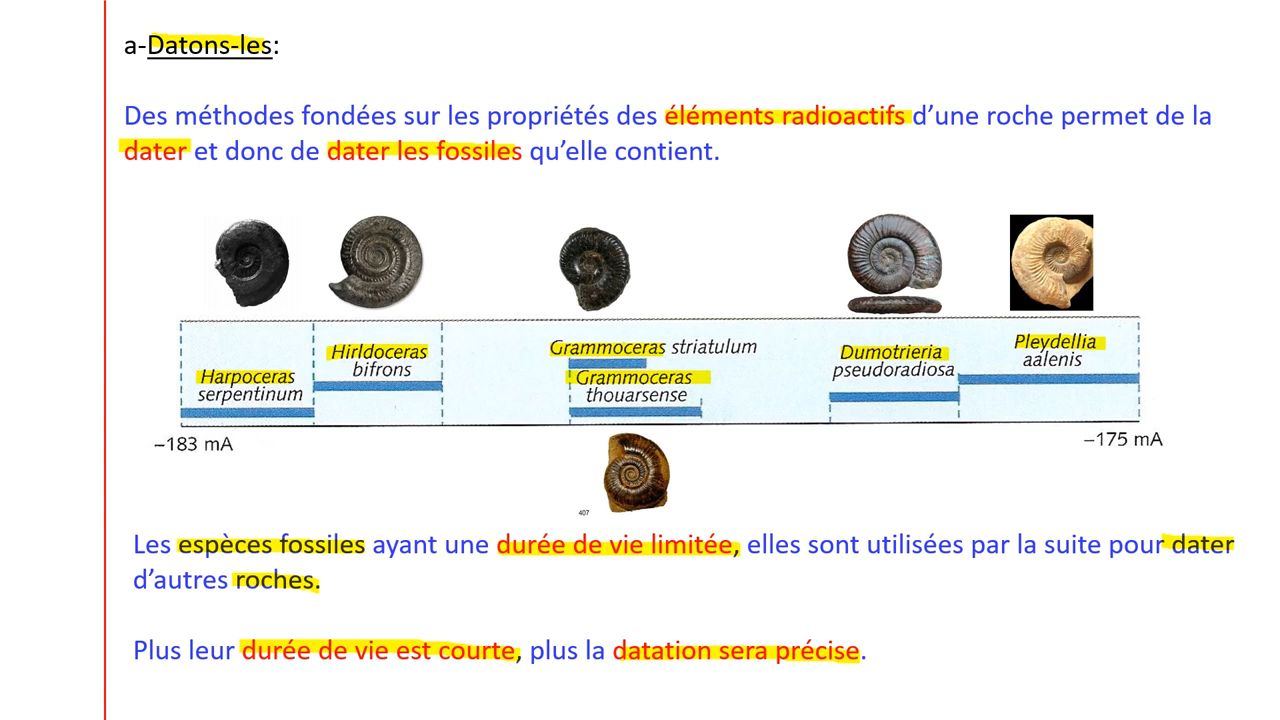 a-Datons-les:
Des méthodes fondées sur les propriétés des éléments radioactifs d’une roche permet de la
dater et donc de dater les fossiles qu’elle contient.
Harpoceras
serpentinum
Hirldoceras
bifrons
Grammoceras striatulum
Grammoceras
thouarsense
Dumotrieria
pseudoradiosa
Pleydellia
aalenis
–183 mA
–175 mA
407
Les espèces fossiles ayant une durée de vie limitée, elles sont utilisées par la suite pour dater
d’autres roches.
Plus leur durée de vie est courte, plus la datation sera précise.